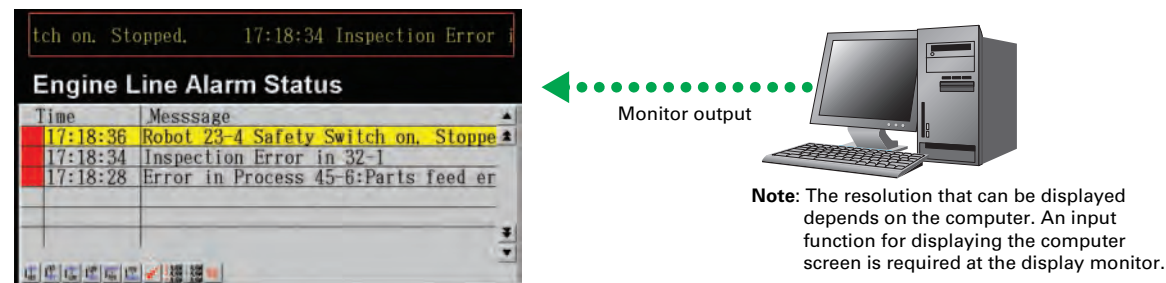 tch on. Stopped. 17:18:34 Inspection Error i
Engine Line Alarm Status
Time Messsage
17:18:36 Robot 23-4 Safety Switch on, Stoppe
17:18:34 Inspection Error in 32-1
17:18:28 Error in Process 45-6:Parts feed er
Monitor output
Note: The resolution that can be displayed
depends on the computer. An input
function for displaying the computer
screen is required at the display monitor.